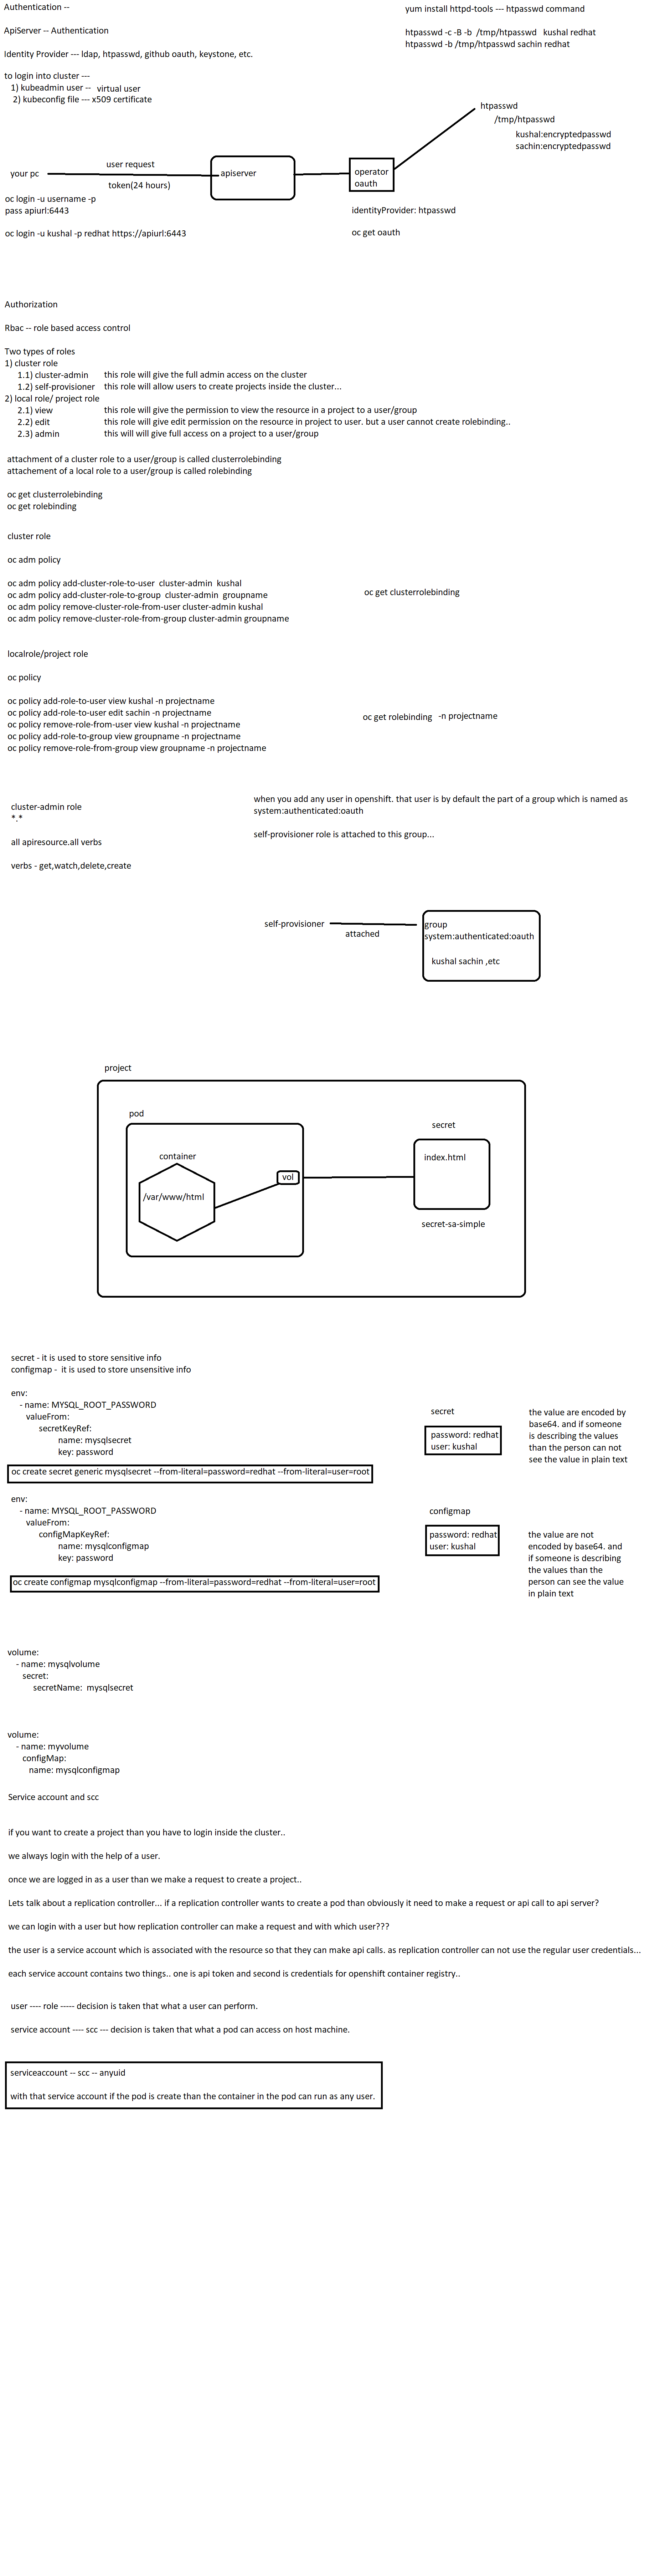 Authentication --
yum install httpd-tools --- htpasswd command
ApiServer -- Authentication
htpasswd -c -B -b /tmp/htpasswd kushal redhat
htpasswd -b /tmp/htpasswd sachin redhat
Identity Provider --- ldap, htpasswd, github oauth, keystone, etc.
to login into cluster ---
1) kubeadmin user -- virtual user
2) kubeconfig file --- x509 certificate
htpasswd
/tmp/htpasswd
kushal:encryptedpasswd
sachin:encryptedpasswd
user request
your pc
apiserver
operator
oauth
token(24 hours)
oc login -u username -p
pass apiurl:6443
identityProvider: htpasswd
oc login -u kushal -p redhat https://apiurl:6443
oc get oauth
Authorization
Rbac -- role based access control
Two types of roles
1) cluster role
1.1) cluster-admin this role will give the full admin access on the cluster
1.2) self-provisioner this role will allow users to create projects inside the cluster...
2) local role/ project role
2.1) view this role will give the permission to view the resource in a project to a user/group
2.2) edit this role will give edit permission on the resource in project to user. but a user cannot create rolebinding..
2.3) admin this will will give full access on a project to a user/group
attachment of a cluster role to a user/group is called clusterrolebinding
attachement of a local role to a user/group is called rolebinding
oc get clusterrolebinding
oc get rolebinding
cluster role
oc adm policy
oc adm policy add-cluster-role-to-user cluster-admin kushal
oc adm policy add-cluster-role-to-group cluster-admin groupname
oc adm policy remove-cluster-role-from-user cluster-admin kushal
oc adm policy remove-cluster-role-from-group cluster-admin groupname
oc get clusterrolebinding
localrole/project role
oc policy
oc policy add-role-to-user view kushal -n projectname
oc policy add-role-to-user edit sachin -n projectname
oc policy remove-role-from-user view kushal -n projectname
oc policy add-role-to-group view groupname -n projectname
oc policy remove-role-from-group view groupname -n projectname
oc get rolebinding -n projectname
cluster-admin role
*.*
all apiresource.all verbs
verbs - get,watch,delete,create
when you add any user in openshift. that user is by default the part of a group which is named as
system:authenticated:oauth
self-provisioner role is attached to this group...
self-provisioner
attached
group
system:authenticated:oauth
kushal sachin ,etc
project
pod
secret
container
index.html
vol
/var/www/html
secret-sa-simple
secret - it is used to store sensitive info
configmap - it is used to store unsensitive info
env:
- name: MYSQL_ROOT_PASSWORD
valueFrom:
secretKeyRef:
name: mysqlsecret
key: password
secret
password: redhat
user: kushal
the value are encoded by
base64. and if someone
is describing the values
than the person can not
see the value in plain text
oc create secret generic mysqlsecret --from-literal=password=redhat --from-literal=user=root
env:
- name: MYSQL_ROOT_PASSWORD
valueFrom:
configMapKeyRef:
name: mysqlconfigmap
key: password
configmap
password: redhat
user: kushal
the value are not
encoded by base64. and
if someone is describing
the values than the
person can see the value
in plain text
oc create configmap mysqlconfigmap --from-literal=password=redhat --from-literal=user=root
volume:
- name: mysqlvolume
secret:
secretName: mysqlsecret
volume:
- name: myvolume
configMap:
name: mysqlconfigmap
Service account and scc
if you want to create a project than you have to login inside the cluster..
we always login with the help of a user.
once we are logged in as a user than we make a request to create a project..
Lets talk about a replication controller... if a replication controller wants to create a pod than obviously it need to make a request or api call to api server?
we can login with a user but how replication controller can make a request and with which user???
the user is a service account which is associated with the resource so that they can make api calls. as replication controller can not use the regular user credentials...
each service account contains two things.. one is api token and second is credentials for openshift container registry..
user ---- role ----- decision is taken that what a user can perform.
service account ---- scc --- decision is taken that what a pod can access on host machine.
serviceaccount -- scc -- anyuid
with that service account if the pod is create than the container in the pod can run as any user.